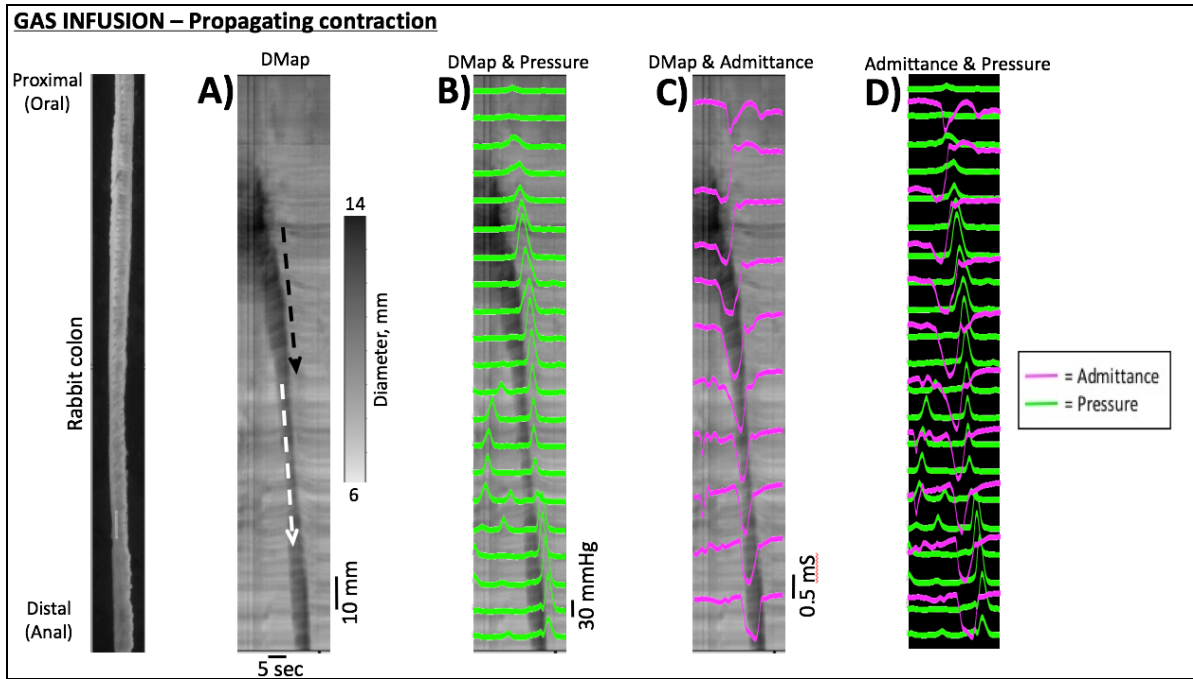 GAS INFUSION – Propagating contraction
Proximal
(Oral)
Rabbit colon
Distal
(Anal)
DMap
A)
14
Diameter, mm
6
10 mm
5 sec
DMap & Pressure
B)
30 mmHg
DMap & Admittance
C)
0.5 mS
Admittance & Pressure
D)
= Admittance
= Pressure